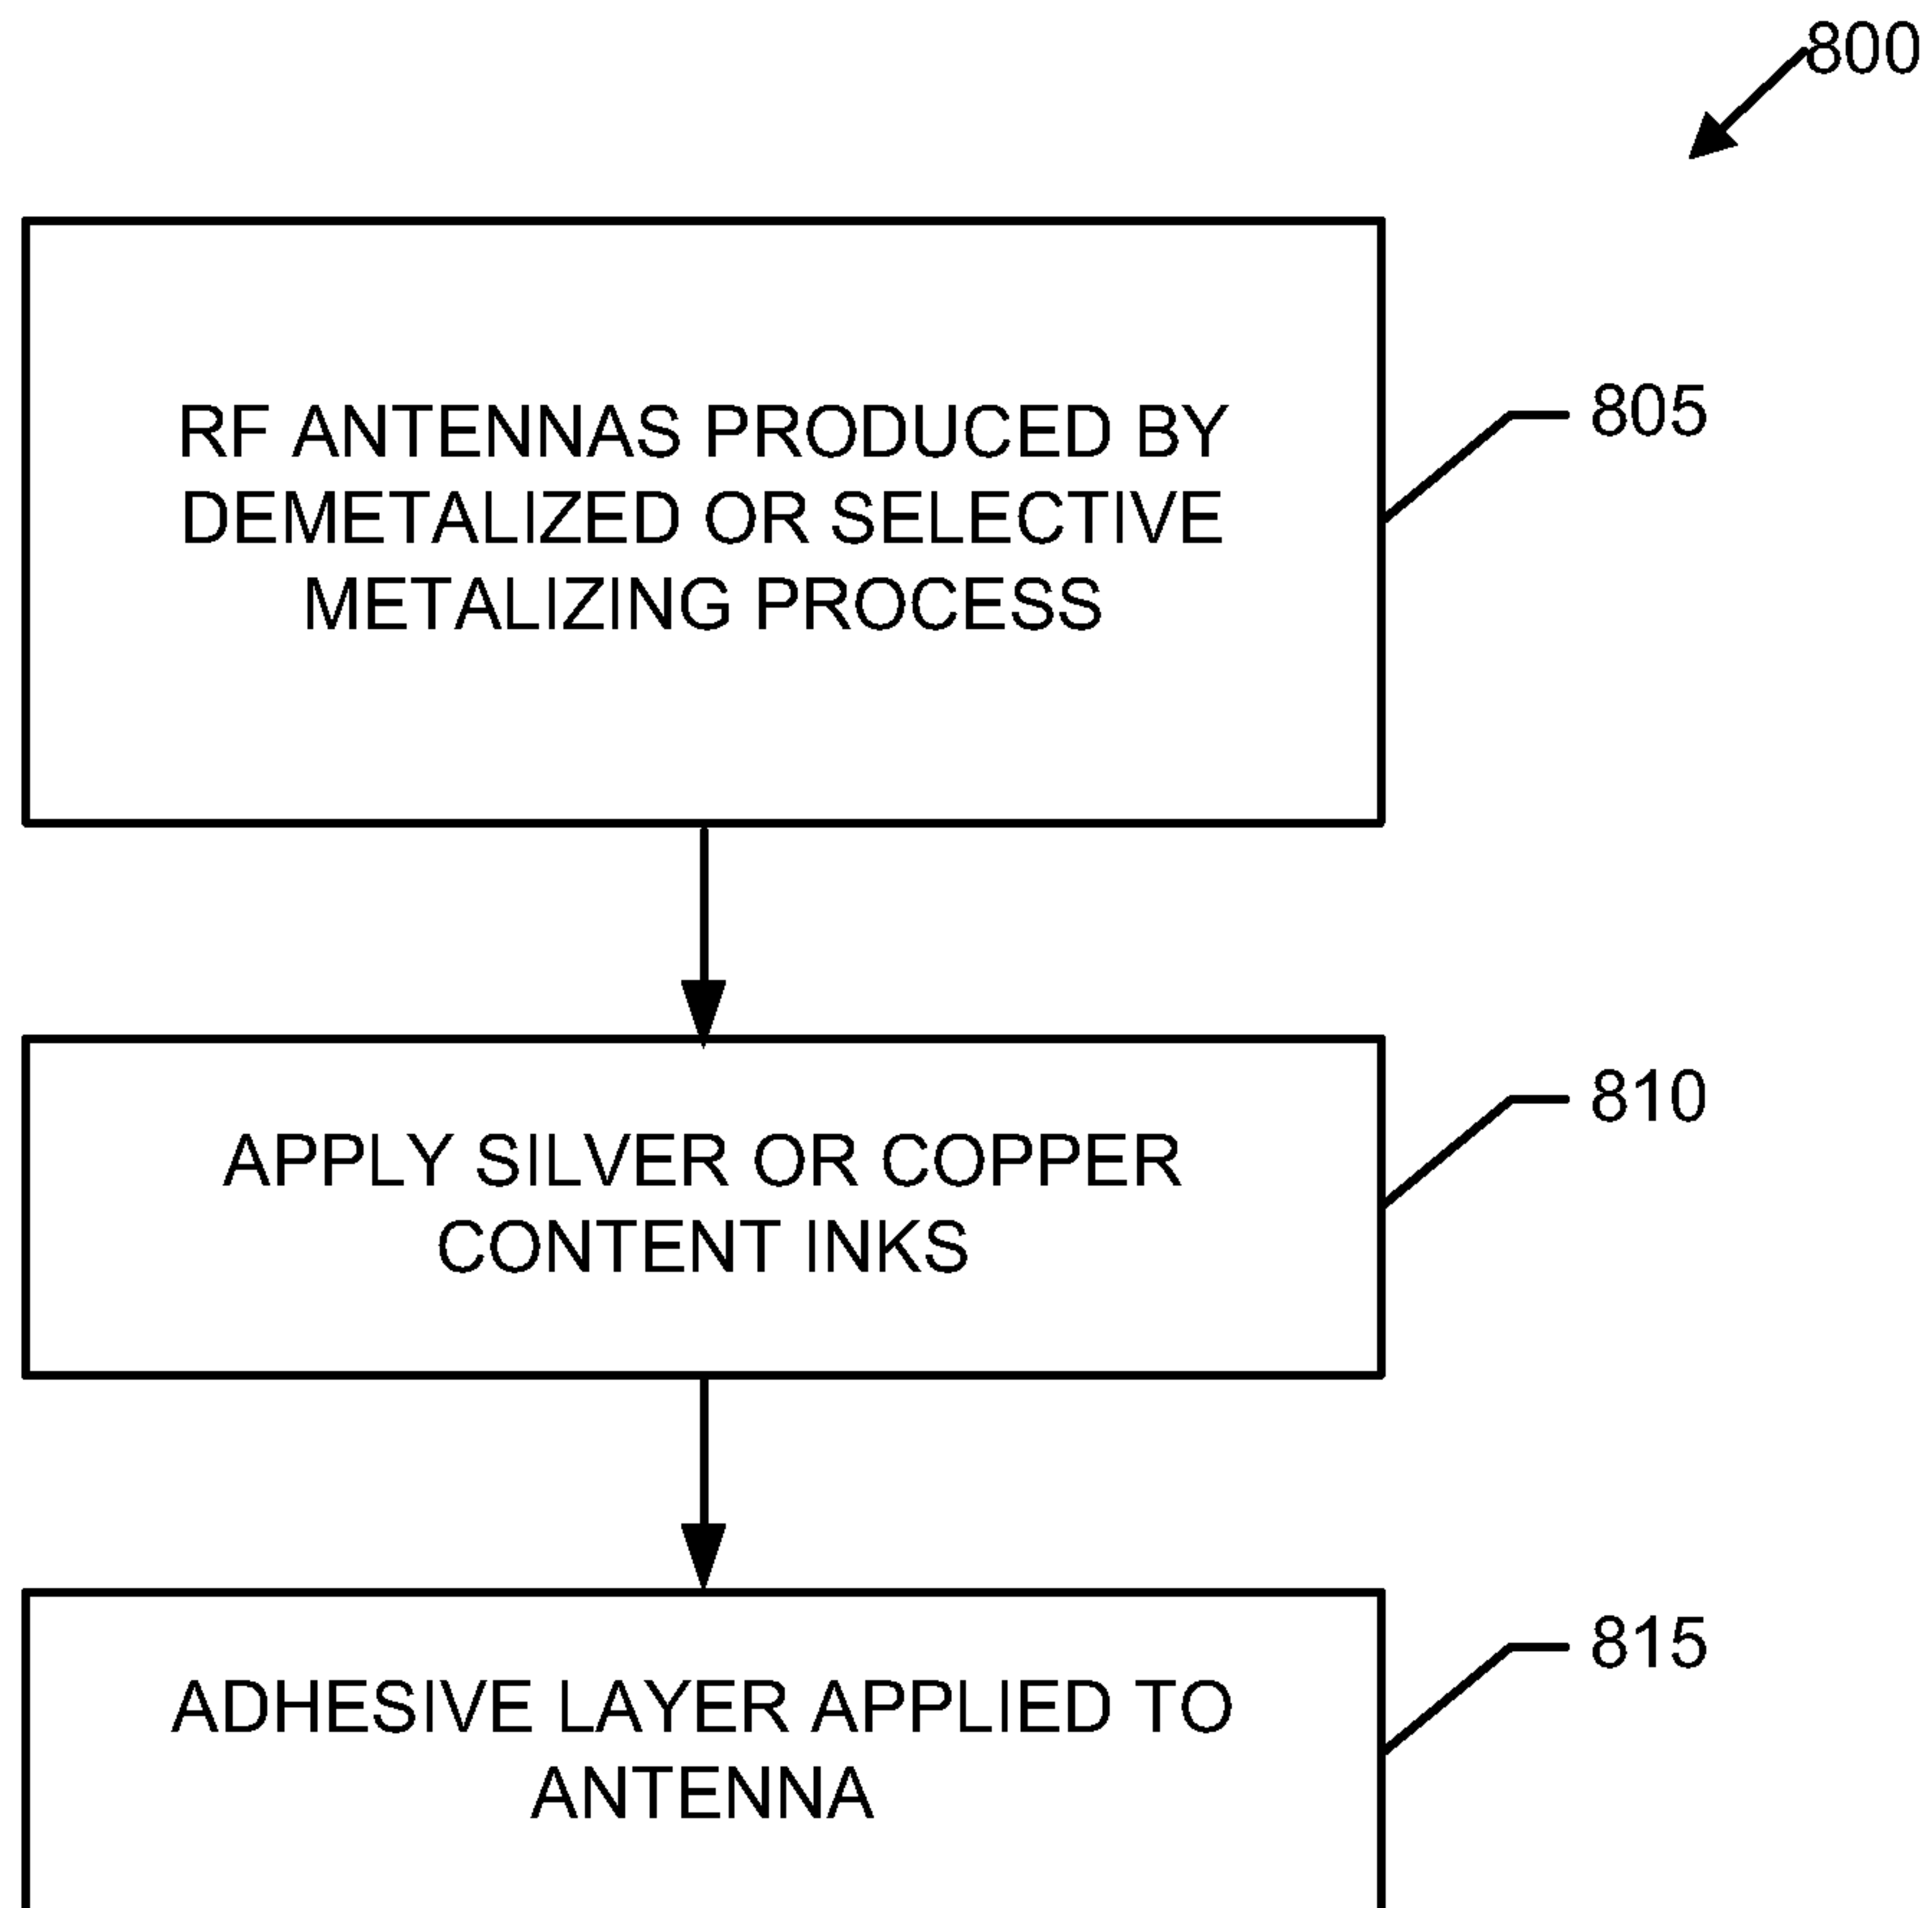 800
RF ANTENNAS PRODUCED BY
DEMETALIZED OR SELECTIVE
METALIZING PROCESS
805
APPLY SILVER OR COPPER
CONTENT INKS
810
ADHESIVE LAYER APPLIED TO
ANTENNA
815